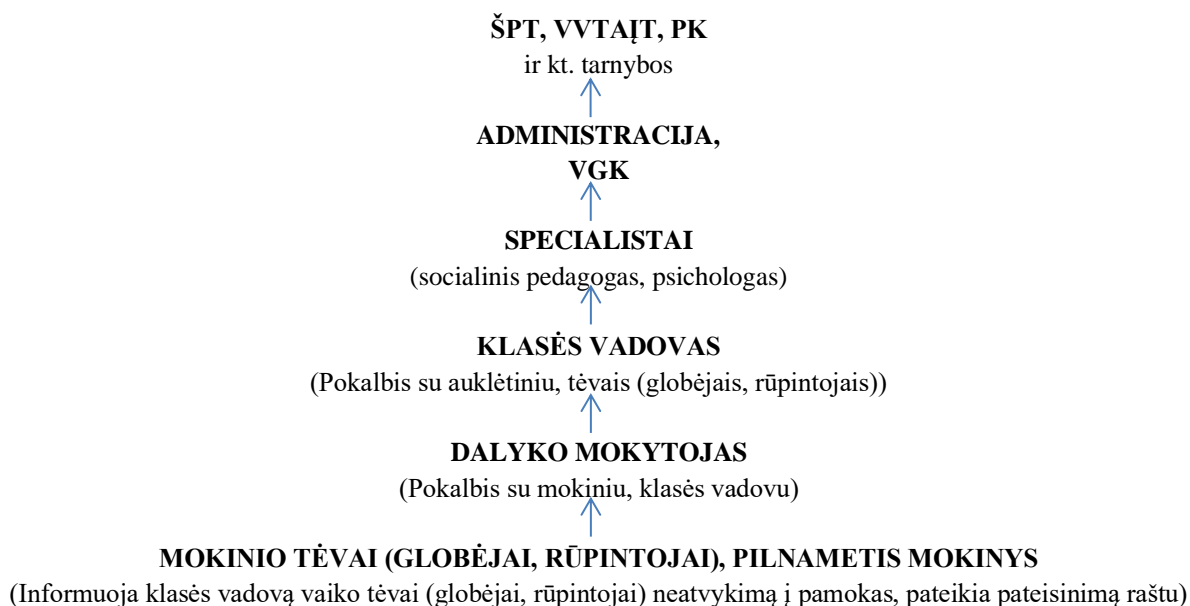 ŠPT, VVTAĮT, PK
ir kt. tarnybos
ADMINISTRACIJA,
VGK
SPECIALISTAI
(socialinis pedagogas, psichologas)
KLASĖS VADOVAS
(Pokalbis su auklėtiniu, tėvais (globėjais, rūpintojais))
DALYKO MOKYTOJAS
(Pokalbis su mokiniu, klasės vadovu)
MOKINIO TĖVAI (GLOBĖJAI, RŪPINTOJAI), PILNAMETIS MOKINYS
(Informuoja klasės vadovą vaiko tėvai (globėjai, rūpintojai) neatvykimą į pamokas, pateikia pateisinimą raštu)